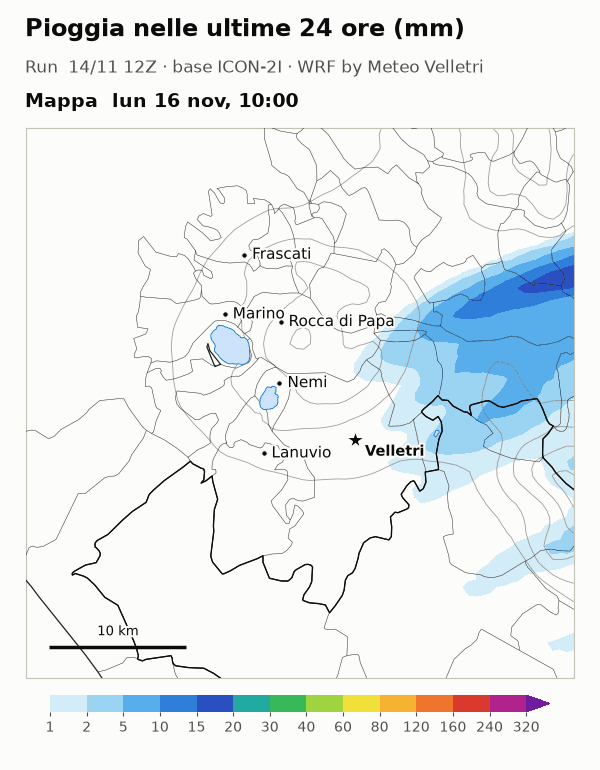 Pioggia nelle ultime 24 ore (mm)
Run 14/11 12Z · base ICON-2I · WRF by Meteo Velletri
Mappa lun 16 nov, 10:00
Frascati
Marino
Rocca di Papa
Nemi
Velletri
Lanuvio
10 km
1 2 5 10 15 20 30 40 60 80 120 160 240 320